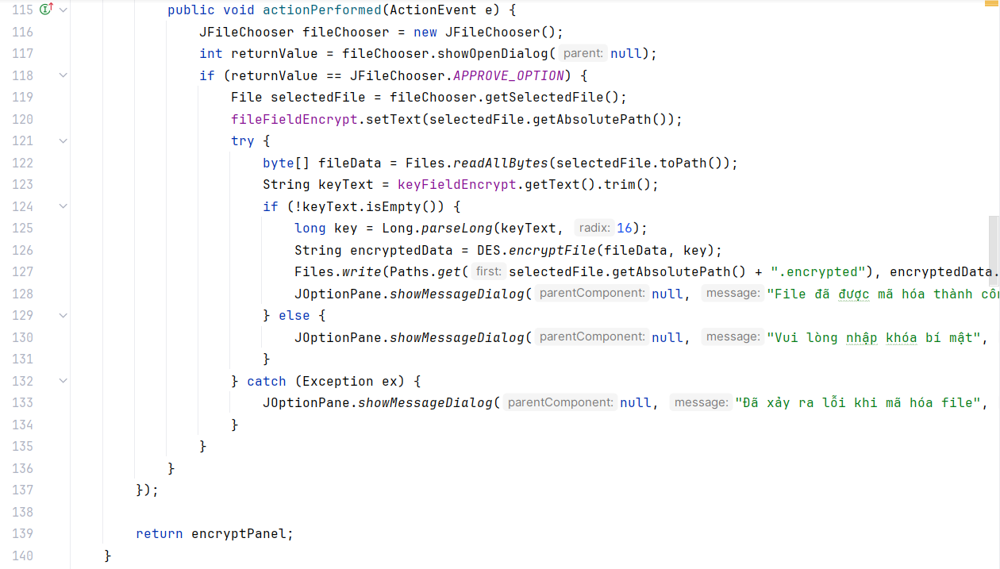 115 public void actionPerformed(ActionEvent e) {
116 JFileChooser fileChooser = new JFileChooser();
117 int returnValue = fileChooser.showOpenDialog( parent: null);
118 if (returnValue == JFileChooser.APPROVE_OPTION) {
119 File selectedFile = fileChooser.getSelectedFile();
120 fileFieldEncrypt.setText(selectedFile.getAbsolutePath());
121 try {
122 byte[] fileData = Files.readAllBytes(selectedFile.toPath());
123 String keyText = keyFieldEncrypt.getText().trim();
124 if (!keyText.isEmpty()) {
125 long key = Long.parseLong(keyText, radix: 16);
126 String encryptedData = DES.encryptFile(fileData, key);
127 Files.write(Paths.get( first: selectedFile.getAbsolutePath() + ".encrypted"), encryptedData.
128 JOptionPane.showMessageDialog( parentComponent: null, message: "File đã được mã hóa thành
129 } else {
130 JOptionPane.showMessageDialog( parentComponent: null, message: "Vui lòng nhập khóa bí mật",
131 }
132 } catch (Exception ex) {
133 JOptionPane.showMessageDialog( parentComponent: null, message: "Đã xảy ra lỗi khi mã hóa file",
134 }
135 }
136 }
137 });
138
139 return encryptPanel;
140 }